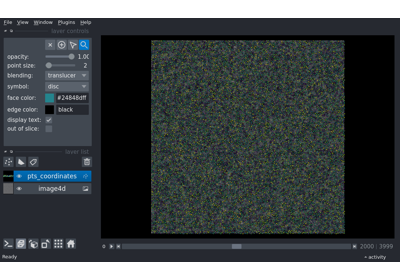 File View Window Plugins Help
layer controls
opacity: 1.00
point size: 2
blending: translucer
symbol: disc
face color: #24848dff
edge color: black
display text:
out of slice:
layer list
pts_coordinates
image4d
2000 | 3999
Ready
activity